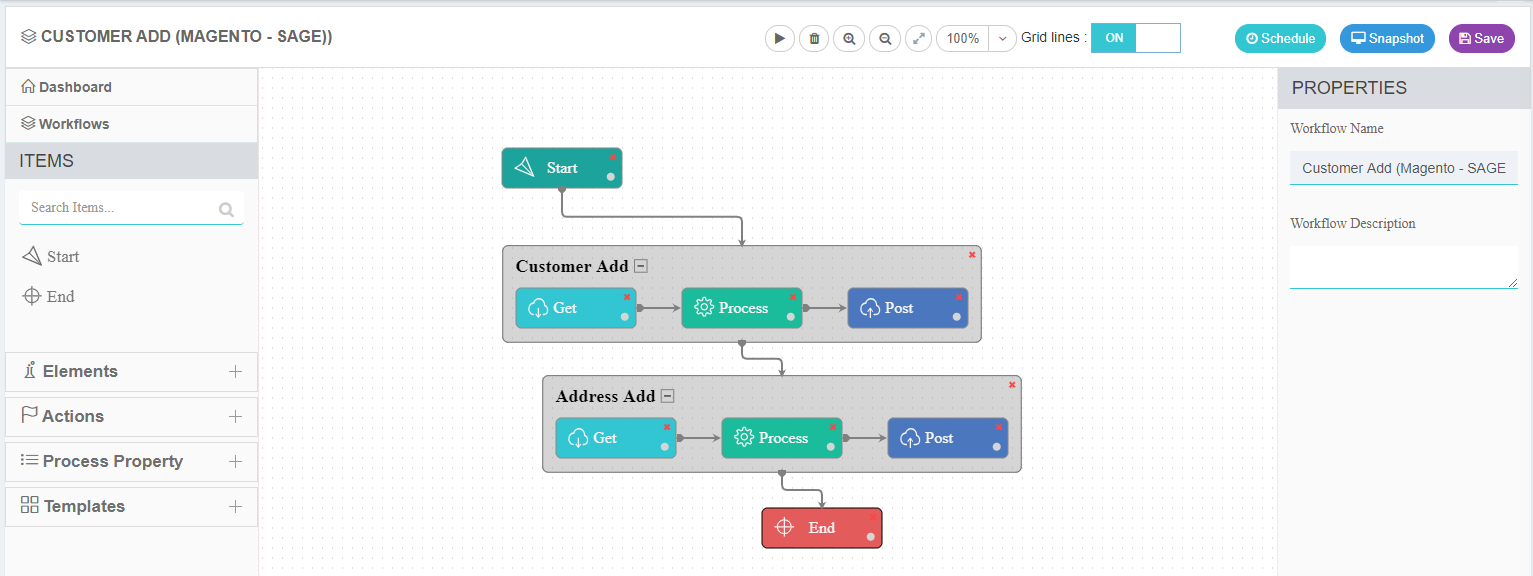 CUSTOMER ADD (MAGENTO - SAGE))
100%
Grid lines :
ON
Schedule
Snapshot
Save
Dashboard
Workflows
ITEMS
Search Items...
Start
End
Elements
Actions
Process Property
Templates
Start
Customer Add
Get
Process
Post
Address Add
Get
Process
Post
End
PROPERTIES
Workflow Name
Customer Add (Magento - SAGE
Workflow Description